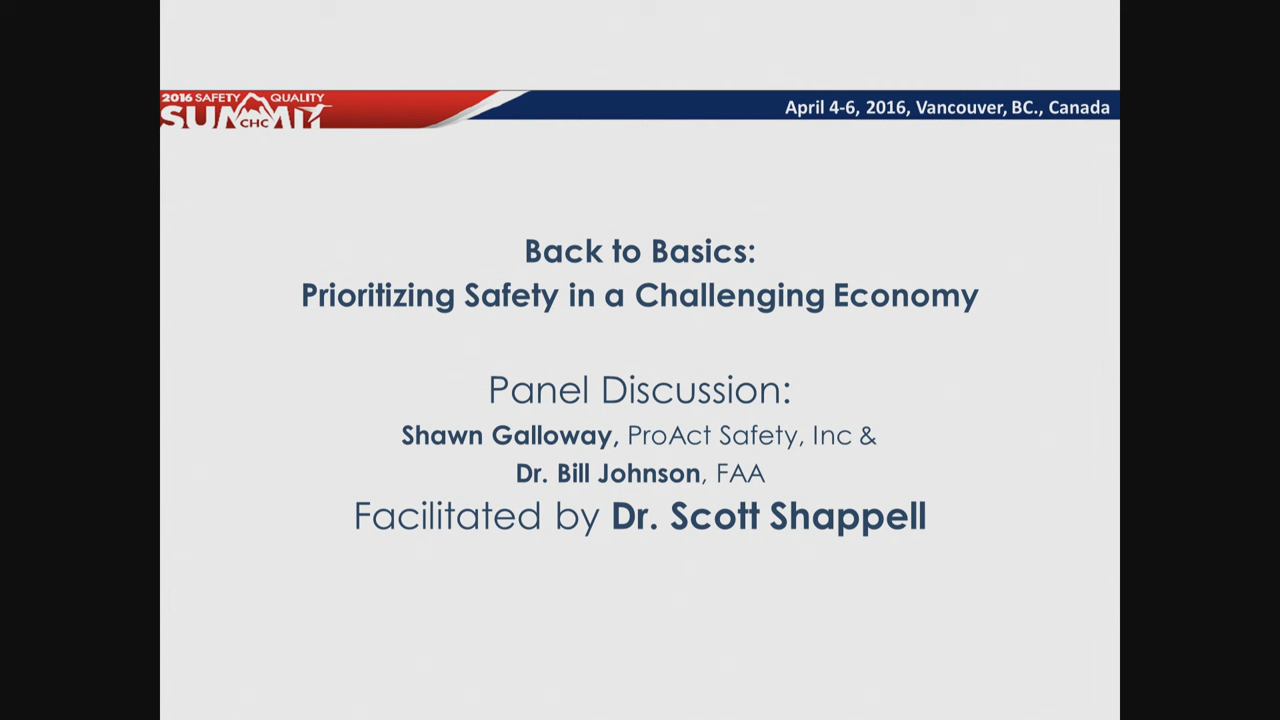 2016 SAFETY QUALITY
SUMMIT
CHC
April 4-6, 2016, Vancouver, BC., Canada
Back to Basics:
Prioritizing Safety in a Challenging Economy
Panel Discussion:
Shawn Galloway, ProAct Safety, Inc &
Dr. Bill Johnson, FAA
Facilitated by Dr. Scott Shappell